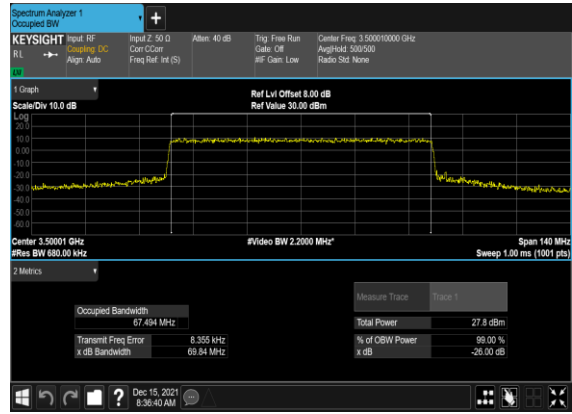 Spectrum Analyzer 1
Occupied BW
+
KEYSIGHT Input: RF Input Z: 50 Ω Atten: 40 dB Trig: Free Run Center Freq: 3.500010000 GHz
RL Coupling: DC Corr CCorr Gate: Off Avg|Hold: 500/500
Align: Auto Freq Ref: Int (S) #IF Gain: Low Radio Std: None
LW
1 Graph
Scale/Div 10.0 dB
Ref Lvl Offset 8.00 dB
Ref Value 30.00 dBm
Log
20.0
10.0
0.00
-10.0
-20.0
-30.0
-40.0
-50.0
-60.0
Center 3.50001 GHz #Video BW 2.2000 MHz* Span 140 MHz
#Res BW 680.00 kHz Sweep 1.00 ms (1001 pts)
2 Metrics
Measure Trace Trace 1
Occupied Bandwidth
67.494 MHz
Total Power 27.8 dBm
Transmit Freq Error 8.355 kHz % of OBW Power 99.00 %
x dB Bandwidth 69.84 MHz x dB -26.00 dB
? Dec 15, 2021
8:36:40 AM